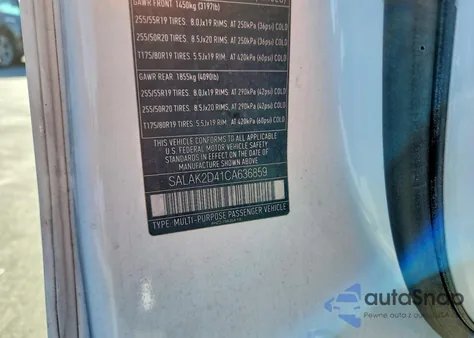 GAWR FRONT: 1450kg (3197lb)
255/55R19 TIRES: 8.0Jx19 RIMS: AT 250kPa (36psi) COLD
255/50R20 TIRES: 8.5Jx20 RIMS: AT 250kPa (36psi) COLD
T175/80R19 TIRES: 5.5Jx19 RIM: AT 420kPa (60psi) COLD
GAWR REAR: 1855kg (4090lb)
255/55R19 TIRES: 8.0Jx19 RIMS: AT 290kPa (42psi) COLD
255/50R20 TIRES: 8.5Jx20 RIMS: AT 290kPa (42psi) COLD
T175/80R19 TIRES: 5.5Jx19 RIM: AT 420kPa (60psi) COLD
THIS VEHICLE CONFORMS TO ALL APPLICABLE
U.S. FEDERAL MOTOR VEHICLE
SAFETY STANDARDS IN EFFECT ON THE DATE OF
MANUFACTURE SHOWN ABOVE
SALAK2D41CA636859
TYPE: MULTI-PURPOSE PASSENGER VEHICLE
autaSnap
Pewne auto z